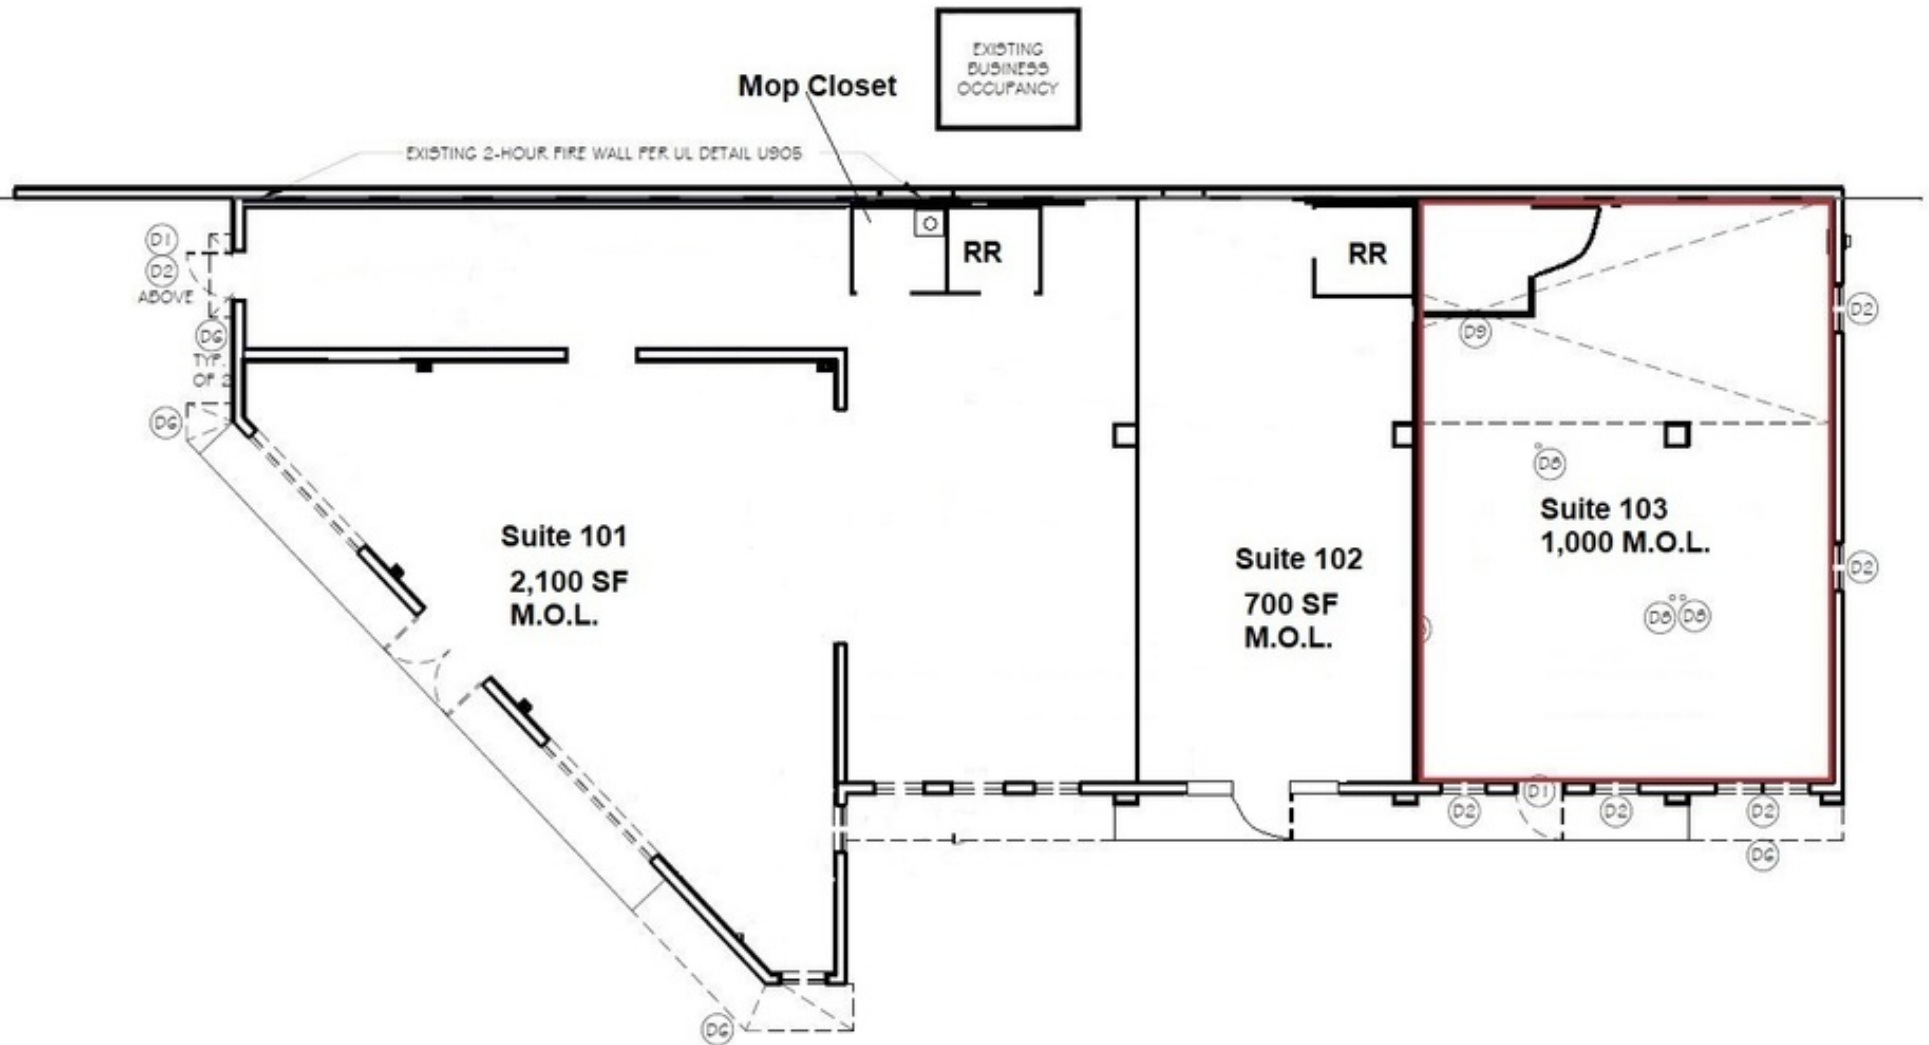 EXISTING
BUSINESS
OCCUPANCY
Mop Closet
EXISTING 2-HOUR FIRE WALL PER UL DETAIL U905
D1
D2
ABOVE
D6
TYP.
OF 2
D6
RR
RR
D9
D2
D8
Suite 101
2,100 SF
M.O.L.
Suite 102
700 SF
M.O.L.
Suite 103
1,000 M.O.L.
D2
D8
D8
D2
D1
D2
D2
D6
D6